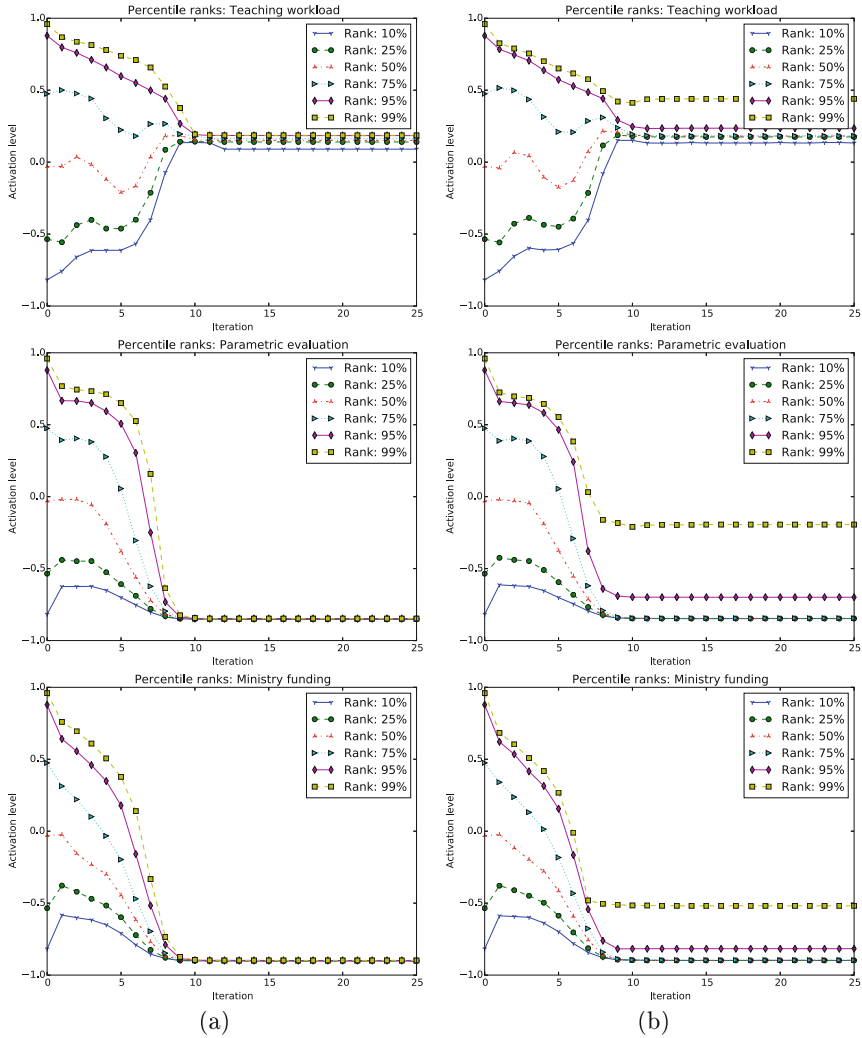 Percentile ranks: Teaching workload
1.0
0.5
0.0
−0.5
−1.0
Activation level
0 5 10 15 20 25
Iteration
Rank: 10%
Rank: 25%
Rank: 50%
Rank: 75%
Rank: 95%
Rank: 99%
Percentile ranks: Teaching workload
1.0
0.5
0.0
−0.5
−1.0
Activation level
0 5 10 15 20 25
Iteration
Rank: 10%
Rank: 25%
Rank: 50%
Rank: 75%
Rank: 95%
Rank: 99%
Percentile ranks: Parametric evaluation
1.0
0.5
0.0
−0.5
−1.0
Activation level
0 5 10 15 20 25
Iteration
Rank: 10%
Rank: 25%
Rank: 50%
Rank: 75%
Rank: 95%
Rank: 99%
Percentile ranks: Parametric evaluation
1.0
0.5
0.0
−0.5
−1.0
Activation level
0 5 10 15 20 25
Iteration
Rank: 10%
Rank: 25%
Rank: 50%
Rank: 75%
Rank: 95%
Rank: 99%
Percentile ranks: Ministry funding
1.0
0.5
0.0
−0.5
−1.0
Activation level
0 5 10 15 20 25
Iteration
Rank: 10%
Rank: 25%
Rank: 50%
Rank: 75%
Rank: 95%
Rank: 99%
Percentile ranks: Ministry funding
1.0
0.5
0.0
−0.5
−1.0
Activation level
0 5 10 15 20 25
Iteration
Rank: 10%
Rank: 25%
Rank: 50%
Rank: 75%
Rank: 95%
Rank: 99%
(a)
(b)